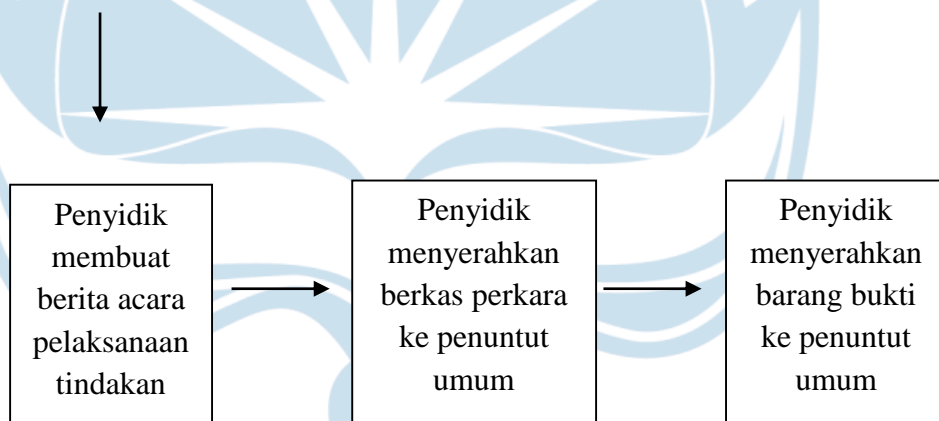 Penyidik
membuat
berita acara
pelaksanaan
tindakan
Penyidik
menyerahkan
berkas perkara
ke penuntut
umum
Penyidik
menyerahkan
barang bukti
ke penuntut
umum